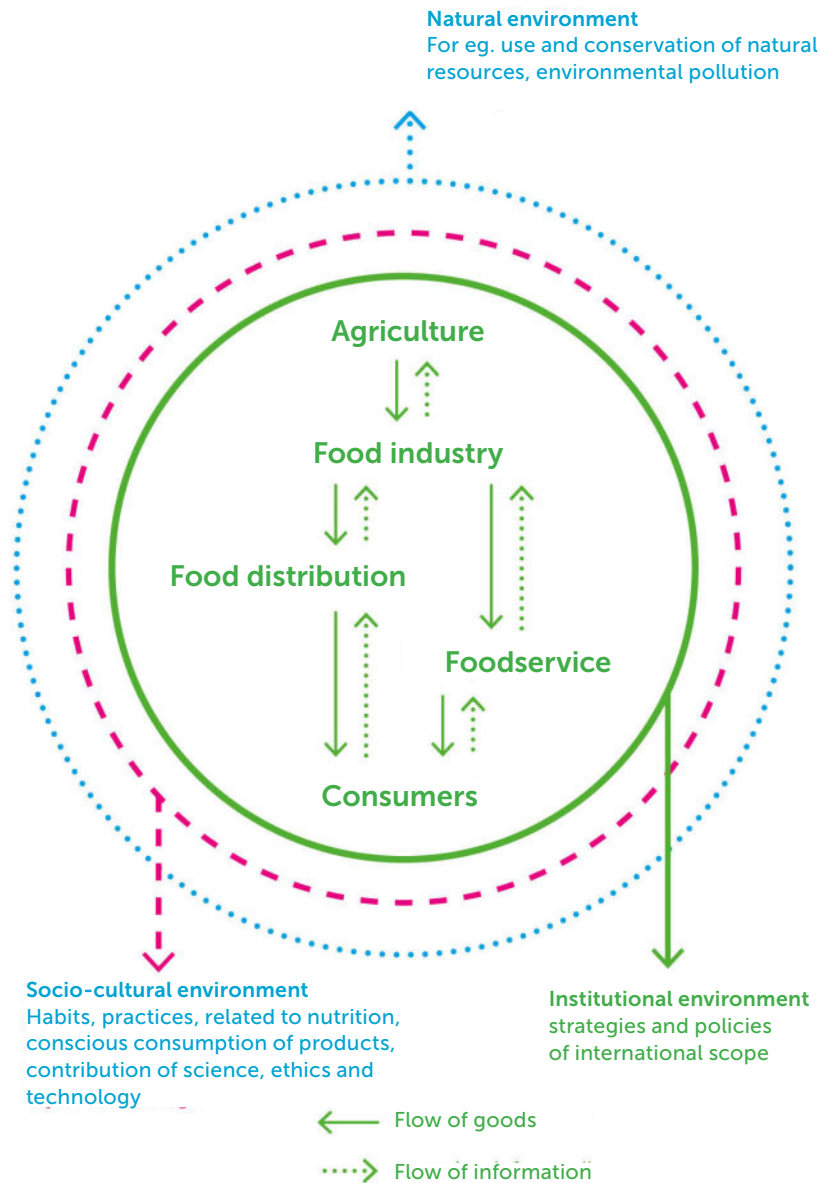 Natural environment
For eg. use and conservation of natural
resources, environmental pollution
Agriculture
Food industry
Food distribution
Foodservice
Consumers
Socio-cultural environment
Habits, practices, related to nutrition,
conscious consumption of products,
contribution of science, ethics and
technology
Institutional environment
strategies and policies
of international scope
Flow of goods
Flow of information